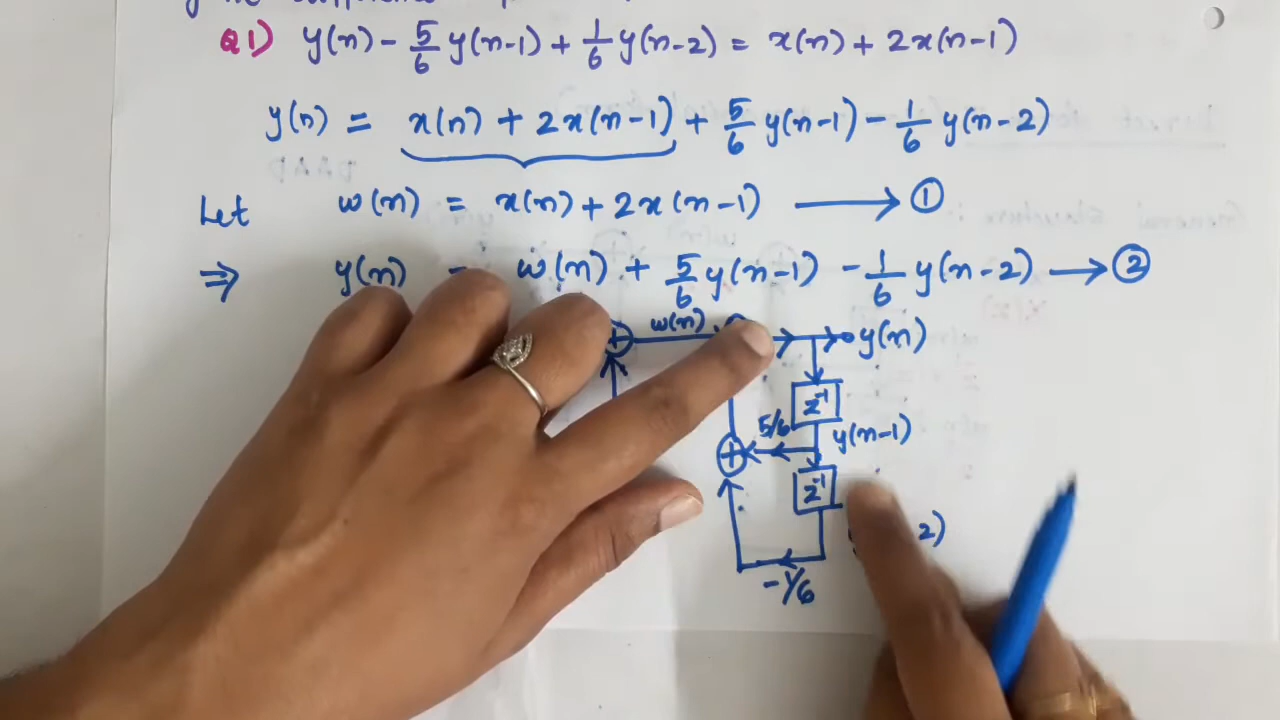 Q1) y(n) - 5/6 y(n-1) + 1/6 y(n-2) = x(n) + 2x(n-1)
y(n) = x(n) + 2x(n-1) + 5/6 y(n-1) - 1/6 y(n-2)
Let w(n) = x(n) + 2x(n-1) ⟶ ①
⇒ y(n) = w(n) + 5/6 y(n-1) - 1/6 y(n-2) ⟶ ②
+ w(n) y(n)
z⁻¹
5/6 y(n-1)
+ z⁻¹
2)
-1/6